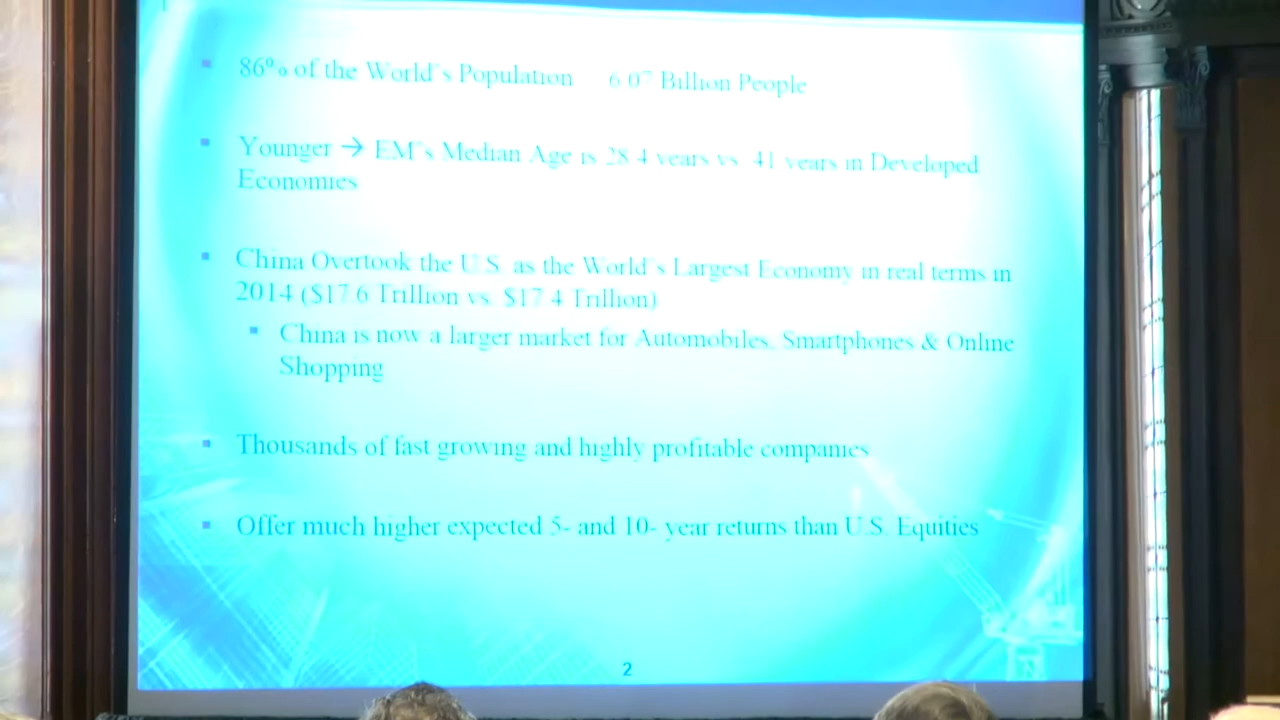 86% of the World's Population 6.07 Billion People
Younger → EM's Median Age is 28.4 years vs. 41 years in Developed
Economies
China Overtook the U.S. as the World's Largest Economy in real terms in
2014 ($17.6 Trillion vs. $17.4 Trillion)
China is now a larger market for Automobiles, Smartphones & Online
Shopping
Thousands of fast growing and highly profitable companies
Offer much higher expected 5- and 10- year returns than U.S. Equities
2